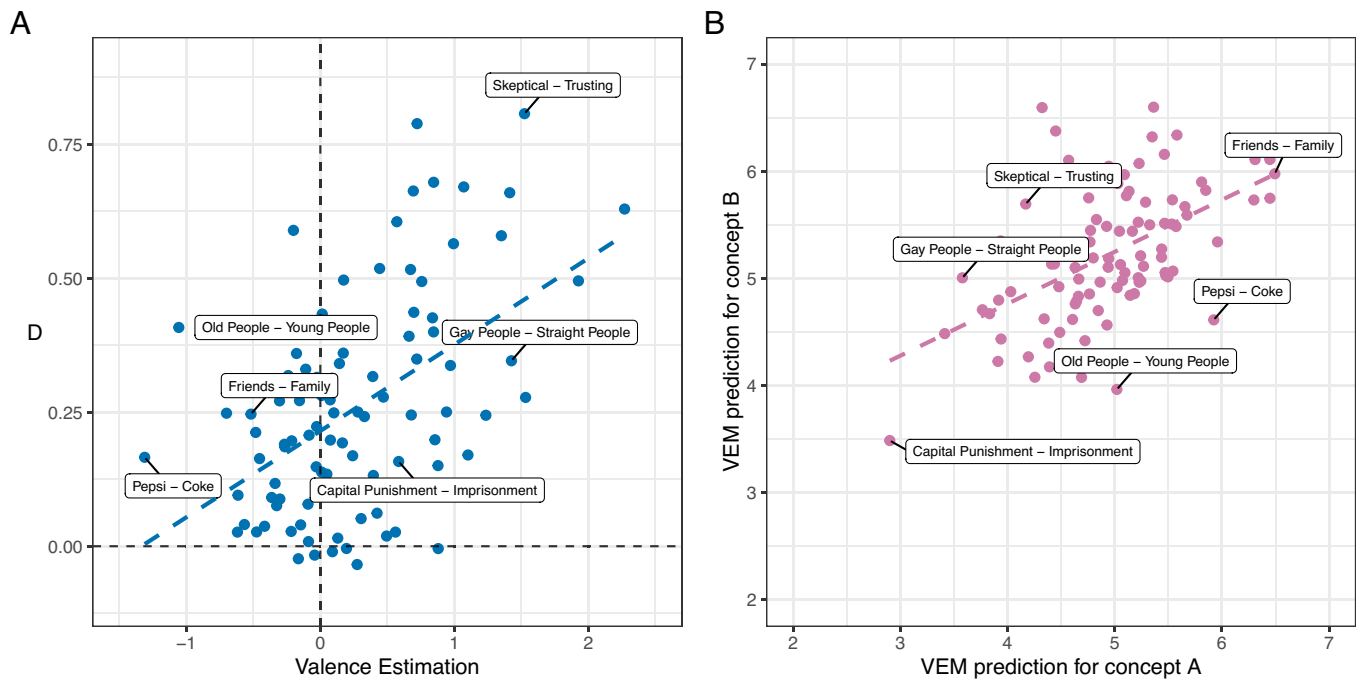 A
Skeptical − Trusting
0.75
0.50
Old People − Young People
Gay People − Straight People
D
Friends − Family
0.25
Pepsi − Coke
Capital Punishment − Imprisonment
0.00
−1
0
1
2
Valence Estimation
B
7
Friends − Family
6
Skeptical − Trusting
Gay People − Straight People
5
Pepsi − Coke
Old People − Young People
4
Capital Punishment − Imprisonment
3
2
VEM prediction for concept B
2
3
4
5
6
7
VEM prediction for concept A